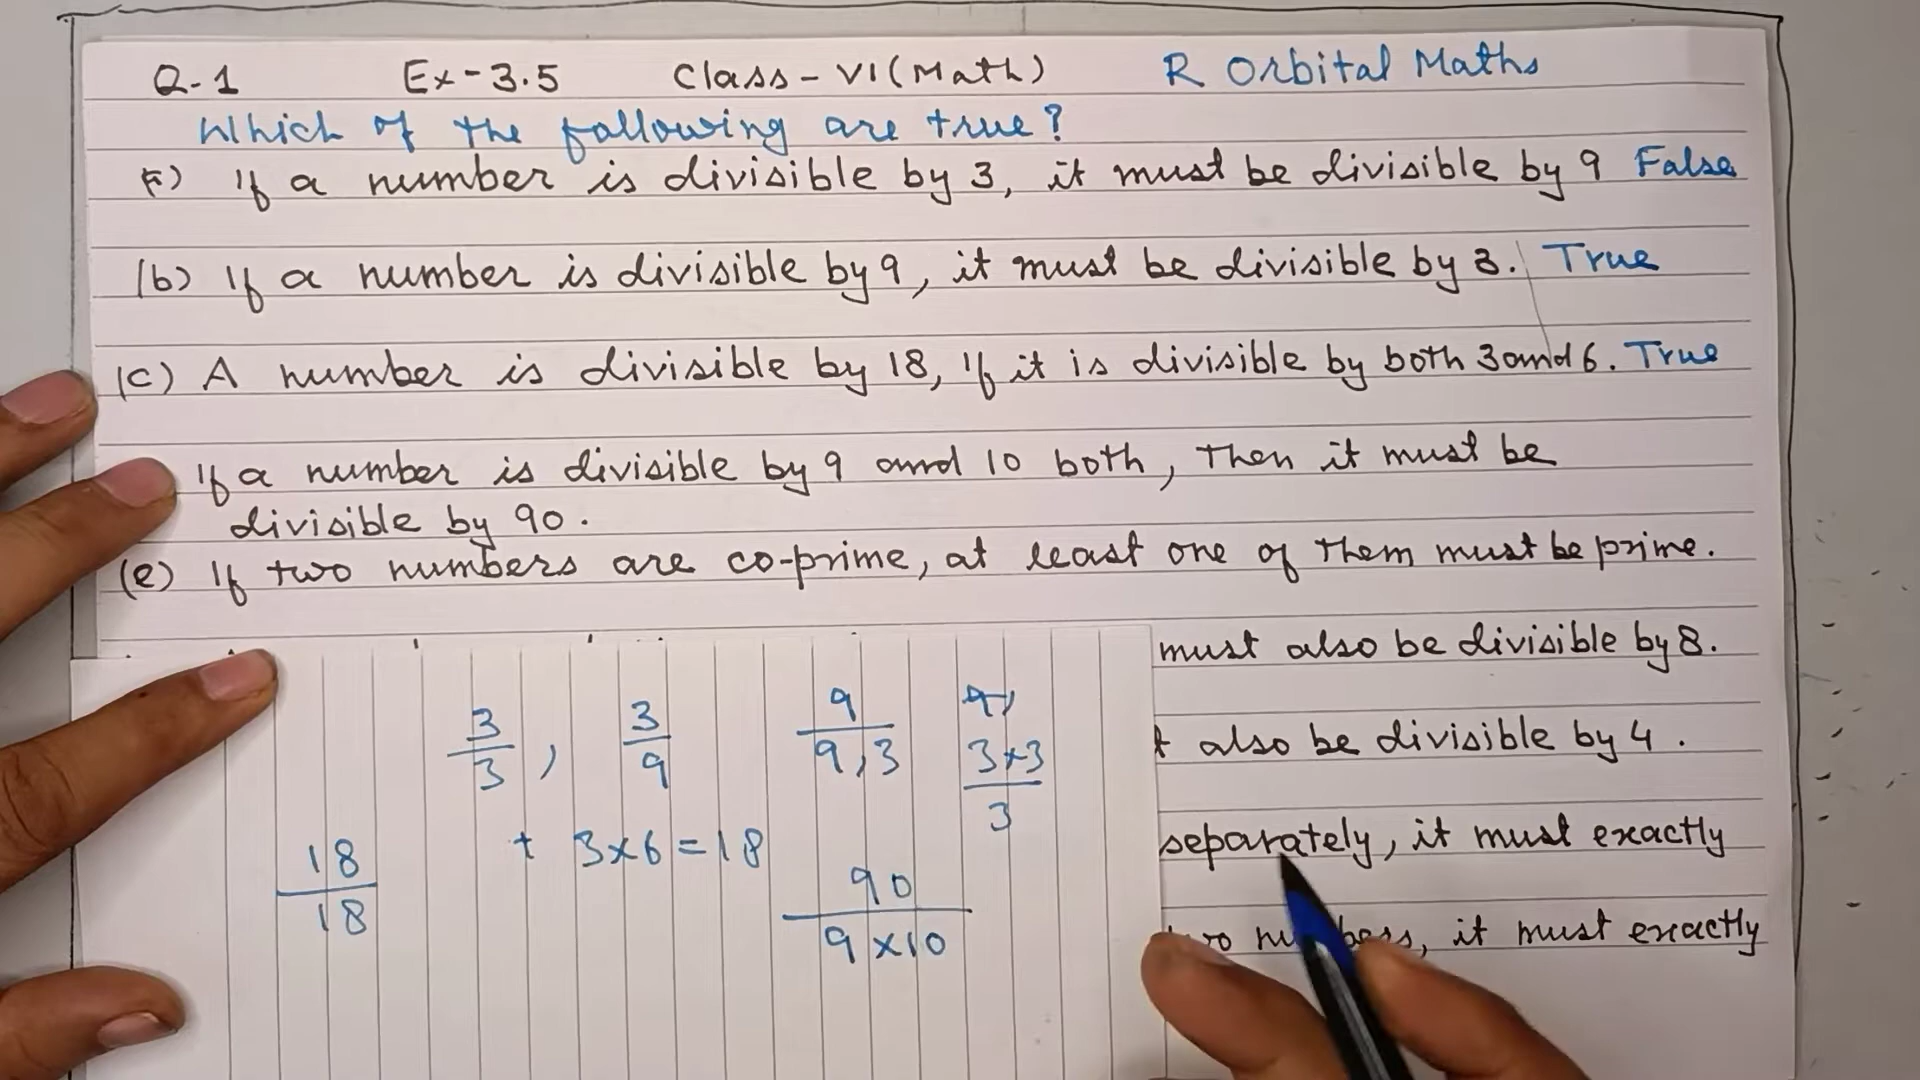 Q-1 Ex-3.5 Class-VI(Math) R Orbital Maths
Which of the following are true?
If a number is divisible by 3, it must be divisible by 9 False
(b) If a number is divisible by 9, it must be divisible by 3. True
(c) A number is divisible by 18, If it is divisible by both 3 and 6. True
If a number is divisible by 9 and 10 both, Then it must be
divisible by 90.
(e) If two numbers are co-prime, at least one of them must be prime.
must also be divisible by 8.
also be divisible by 4.
separately, it must exactly
it must exactly
3/3, 3/9
9/9,3
9,
3×3/3
18/18
3×6=18
90/9×10